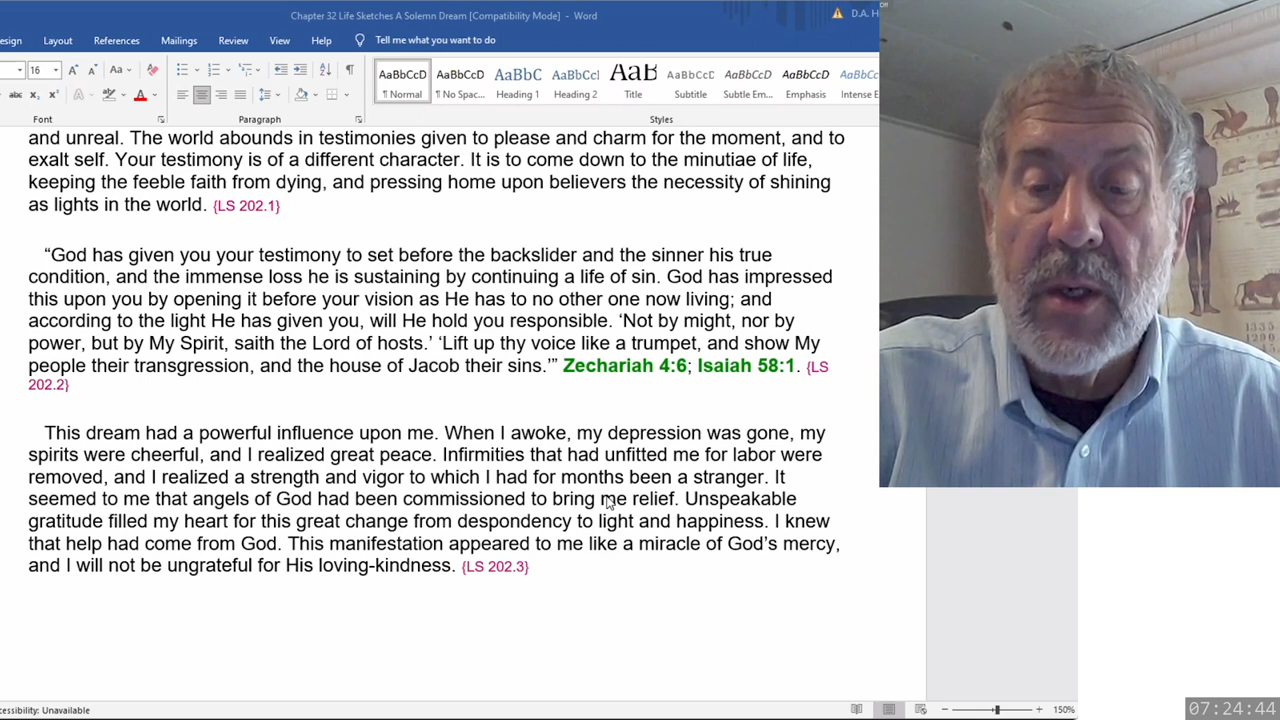 Chapter 32 Life Sketches A Solemn Dream [Compatibility Mode] - Word
D.A. H
Off
esign Layout References Mailings Review View Help Tell me what you want to do
16 Aa
AaBbCcD AaBbCcD AaBbC AaBbCcl AaB AaBbCcD AaBbCcD AaBbCcD AaBbCc
¶ Normal ¶ No Spac... Heading 1 Heading 2 Title Subtitle Subtle Em... Emphasis Intense E
Font Paragraph Styles
and unreal. The world abounds in testimonies given to please and charm for the moment, and to
exalt self. Your testimony is of a different character. It is to come down to the minutiae of life,
keeping the feeble faith from dying, and pressing home upon believers the necessity of shining
as lights in the world. {LS 202.1}
“God has given you your testimony to set before the backslider and the sinner his true
condition, and the immense loss he is sustaining by continuing a life of sin. God has impressed
this upon you by opening it before your vision as He has to no other one now living; and
according to the light He has given you, will He hold you responsible. ‘Not by might, nor by
power, but by My Spirit, saith the Lord of hosts.’ ‘Lift up thy voice like a trumpet, and show My
people their transgression, and the house of Jacob their sins.’” Zechariah 4:6; Isaiah 58:1. {LS
202.2}
This dream had a powerful influence upon me. When I awoke, my depression was gone, my
spirits were cheerful, and I realized great peace. Infirmities that had unfitted me for labor were
removed, and I realized a strength and vigor to which I had for months been a stranger. It
seemed to me that angels of God had been commissioned to bring me relief. Unspeakable
gratitude filled my heart for this great change from despondency to light and happiness. I knew
that help had come from God. This manifestation appeared to me like a miracle of God’s mercy,
and I will not be ungrateful for His loving-kindness. {LS 202.3}
cessibility: Unavailable
150%
07:24:44